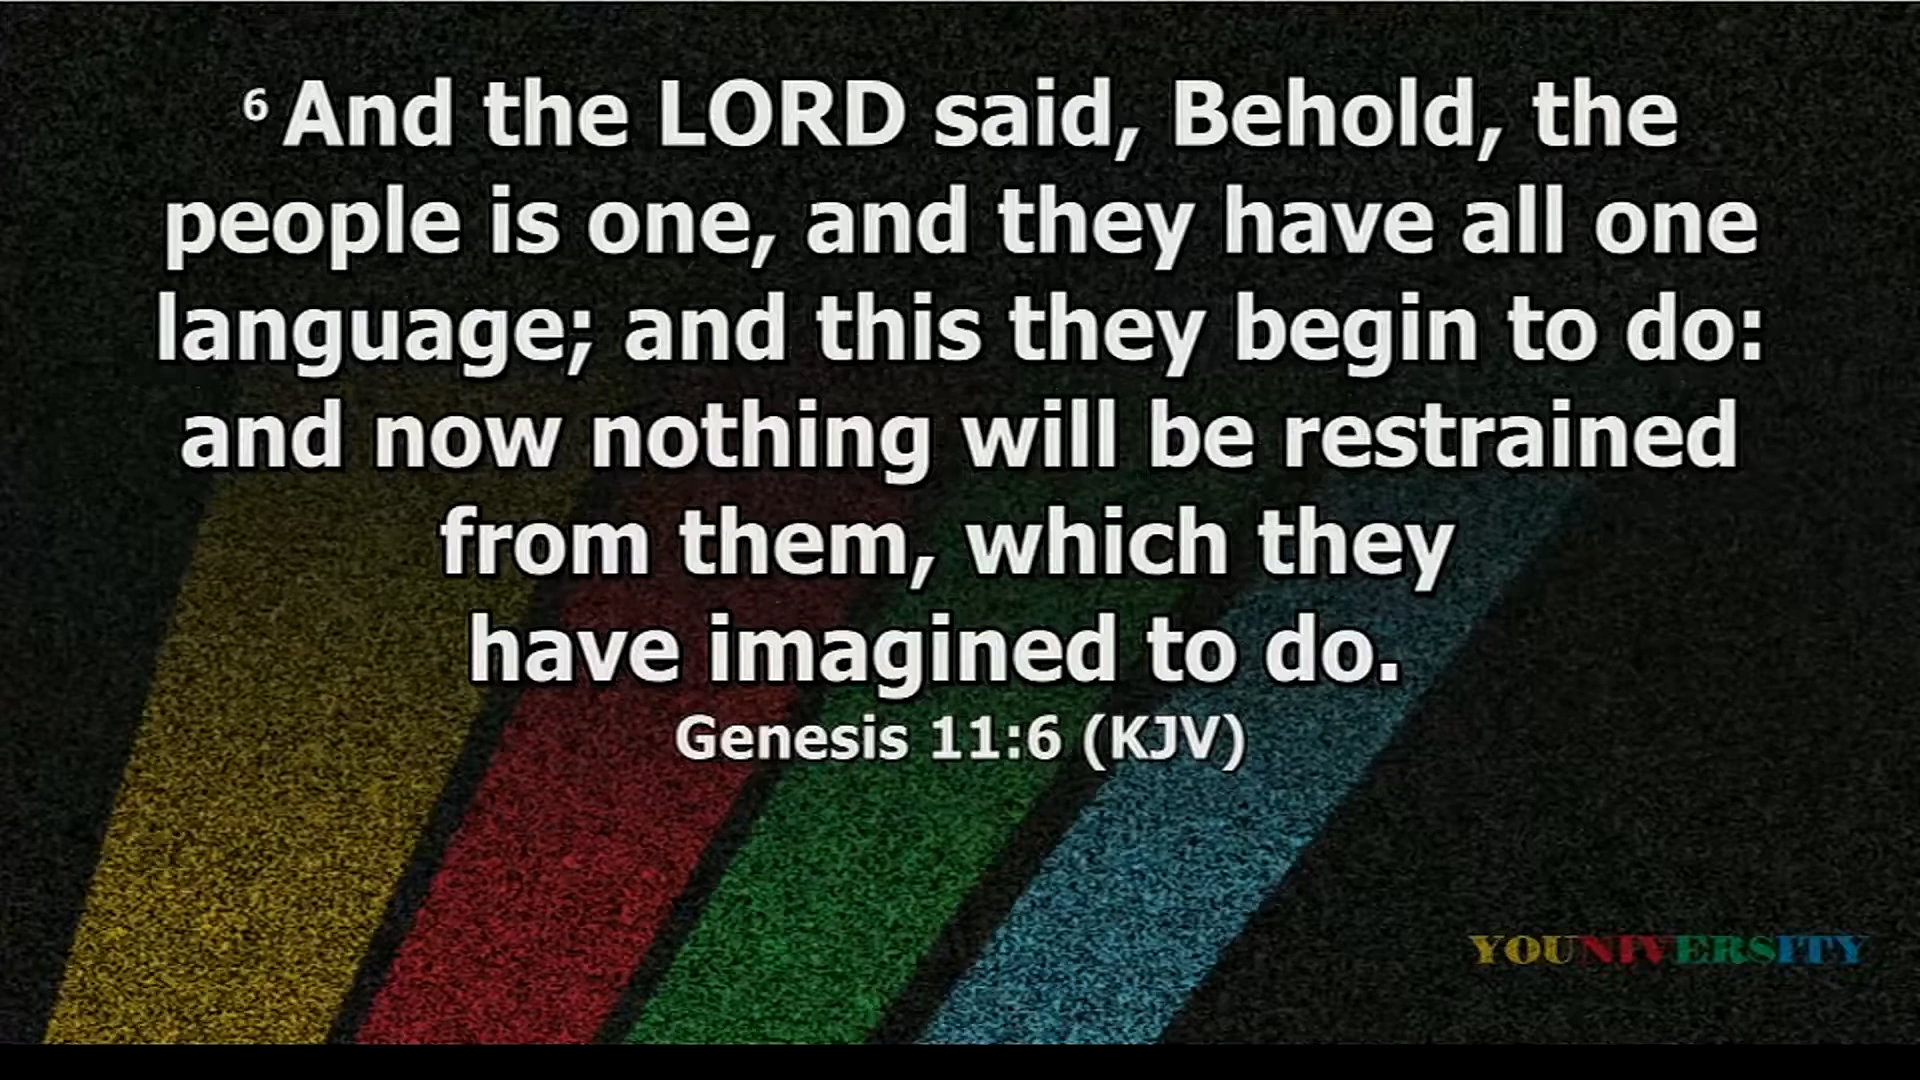 6 And the LORD said, Behold, the
people is one, and they have all one
language; and this they begin to do:
and now nothing will be restrained
from them, which they
have imagined to do.
Genesis 11:6 (KJV)
YOUNIVERSITY